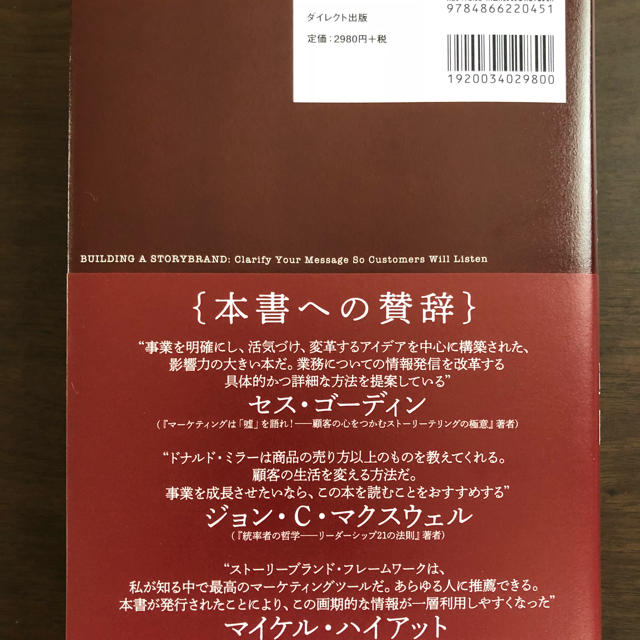 9784866220451
ダイレクト出版
定価：2980円＋税
1920034029800
BUILDING A STORYBRAND: Clarify Your Message So Customers Will Listen
{本書への賛辞}
“事業を明確にし、活気づけ、変革するアイデアを中心に構築された、
影響力の大きい本だ。業務についての情報発信を改革する
具体的かつ詳細な方法を提案している”
セス・ゴーディン
（『マーケティングは「嘘」を語れ！――顧客の心をつかむストーリーテリングの極意』著者）
“ドナルド・ミラーは商品の売り方以上のものを教えてくれる。
顧客の生活を変える方法だ。
事業を成長させたいなら、この本を読むことをおすすめする”
ジョン・C・マクスウェル
（『統率者の哲学――リーダーシップ21の法則』著者）
“ストーリーブランド・フレームワークは、
私が知る中で最高のマーケティングツールだ。あらゆる人に推薦できる。
本書が発行されたことにより、この画期的な情報が一層利用しやすくなった”
マイケル・ハイアット